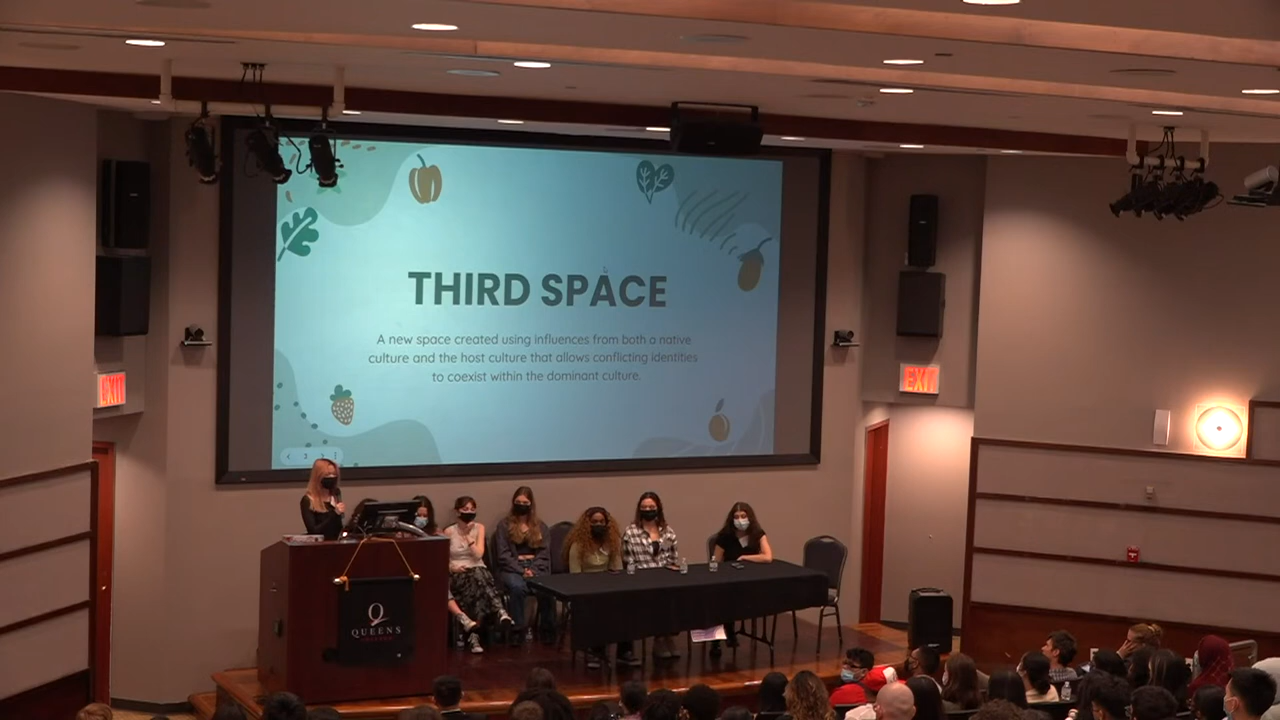 THIRD SPACE
A new space created using influences from both a native
culture and the host culture that allows conflicting identities
to coexist within the dominant culture.
EXIT
EXIT
Q
QUEENS
COLLEGE